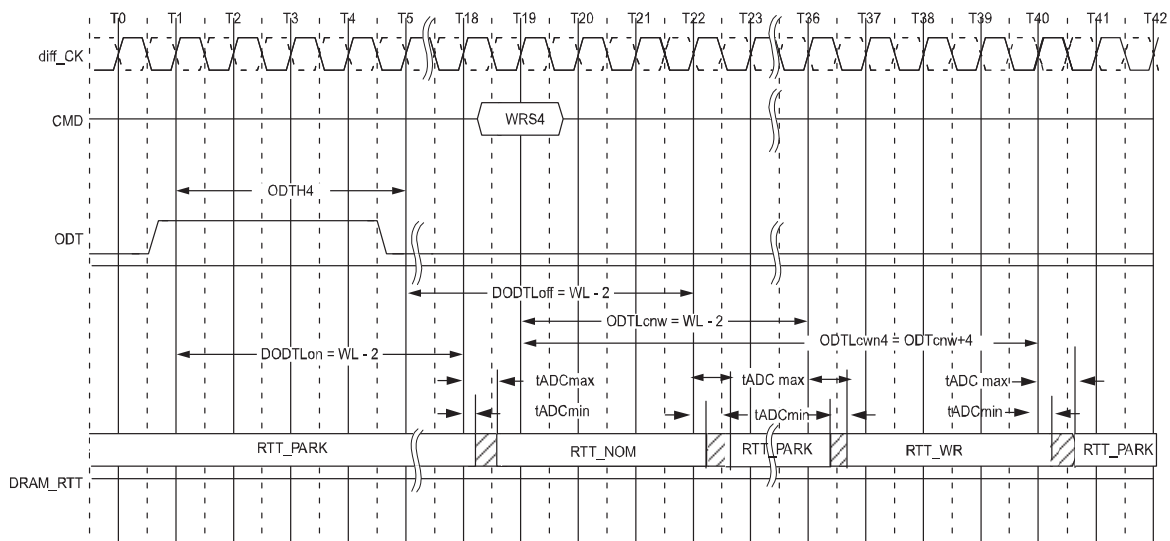 T0 T1 T2 T3 T4 T5 T18 T19 T20 T21 T22 T23 T36 T37 T38 T39 T40 T41 T42
diff_CK
CMD
WRS4
ODTH4
ODT
DODTLoff = WL - 2
ODTLcnw = WL - 2
ODTLcwn4 = ODTcnw+4
DODTLon = WL - 2
tADCmax tADC max tADC max
tADCmin tADCmin tADCmin
RTT_PARK RTT_NOM RTT_PARK RTT_WR RTT_PARK
DRAM_RTT